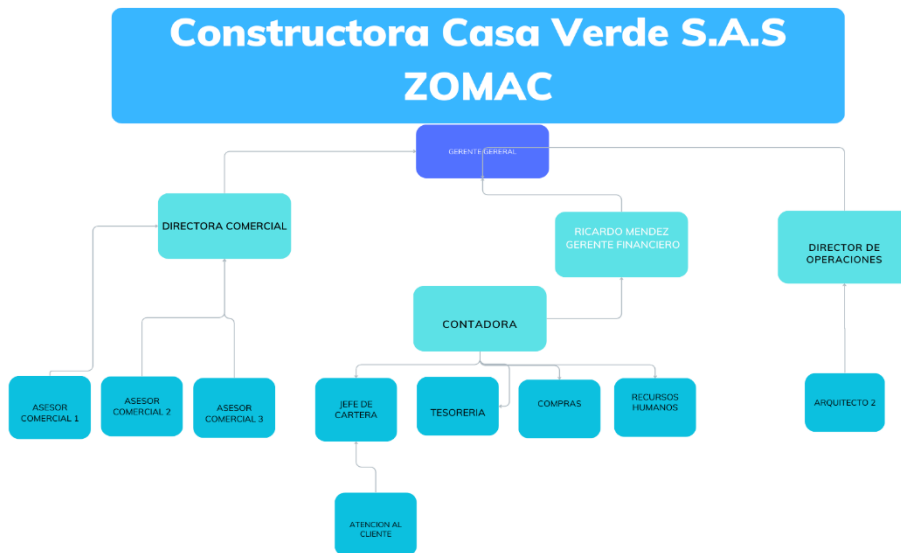 Constructora Casa Verde S.A.S
ZOMAC
GERENTE GERERAL
DIRECTORA COMERCIAL
RICARDO MENDEZ
GERENTE FINANCIERO
DIRECTOR DE
OPERACIONES
CONTADORA
ASESOR
COMERCIAL 1
ASESOR
COMERCIAL 2
ASESOR
COMERCIAL 3
JEFE DE
CARTERA
TESORERIA
COMPRAS
RECURSOS
HUMANOS
ARQUITECTO 2
ATENCION AL
CLIENTE